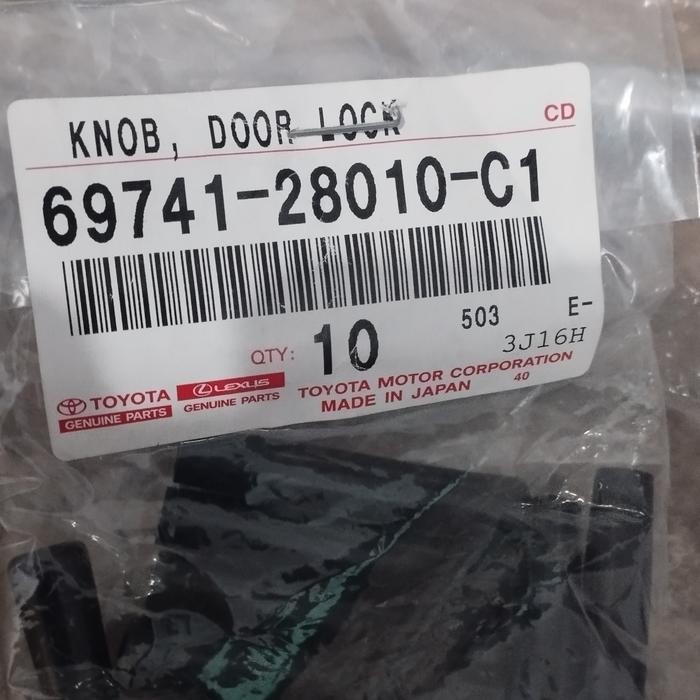 KNOB, DOOR LOCK
CD
69741-28010-C1
503
E-
QTY: 10
3J16H
TOYOTA
GENUINE PARTS
LEXUS
GENUINE PARTS
TOYOTA MOTOR CORPORATION
MADE IN JAPAN
40